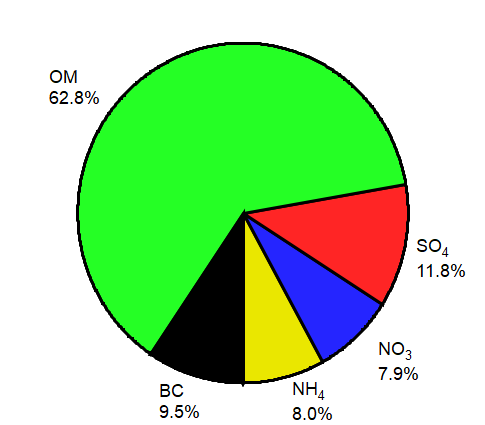 OM
62.8%
SO₄
11.8%
NO₃
7.9%
NH₄
8.0%
BC
9.5%